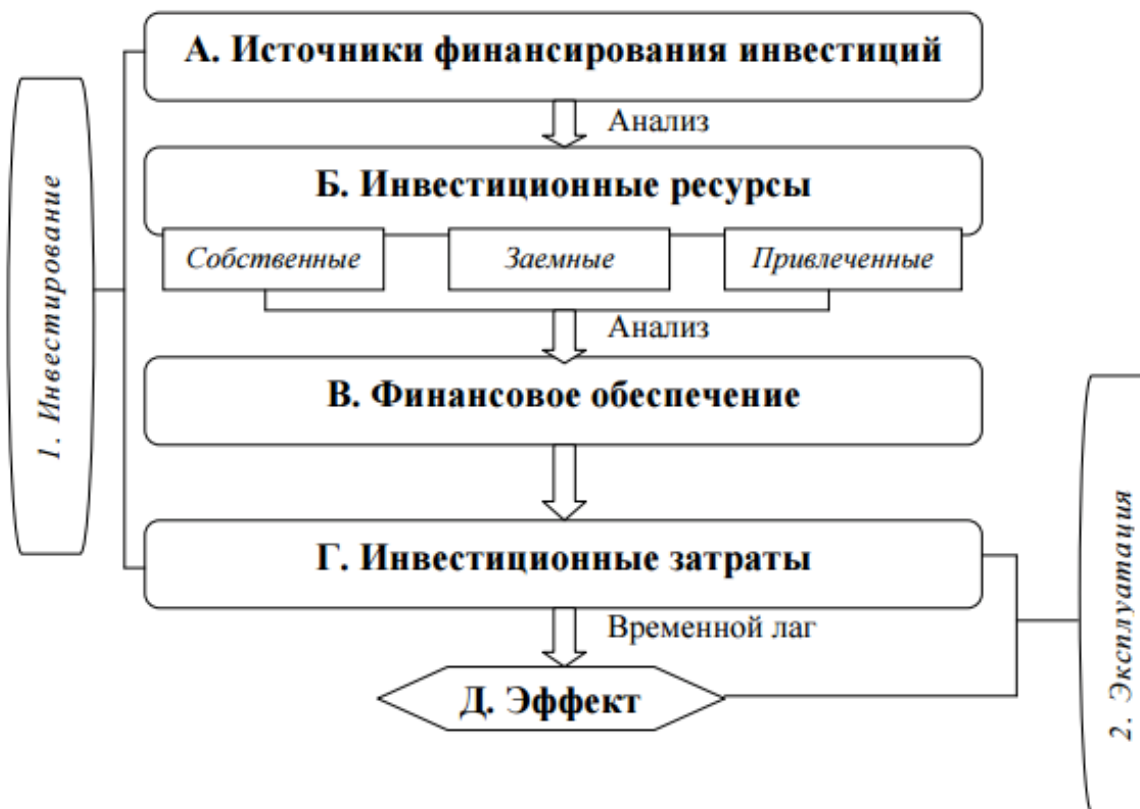 А. Источники финансирования инвестиций
Анализ
Б. Инвестиционные ресурсы
Собственные
Заемные
Привлеченные
Анализ
В. Финансовое обеспечение
Г. Инвестиционные затраты
Временной лаг
Д. Эффект
1. Инвестирование
2. Эксплуатация